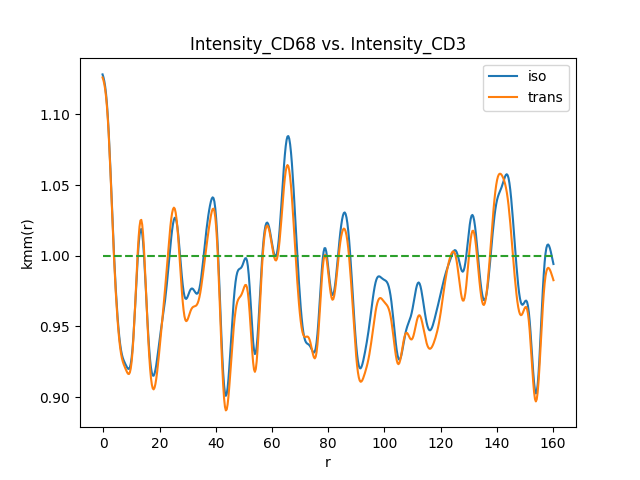 Intensity_CD68 vs. Intensity_CD3
iso
trans
kmm(r)
1.10
1.05
1.00
0.95
0.90
0 20 40 60 80 100 120 140 160
r